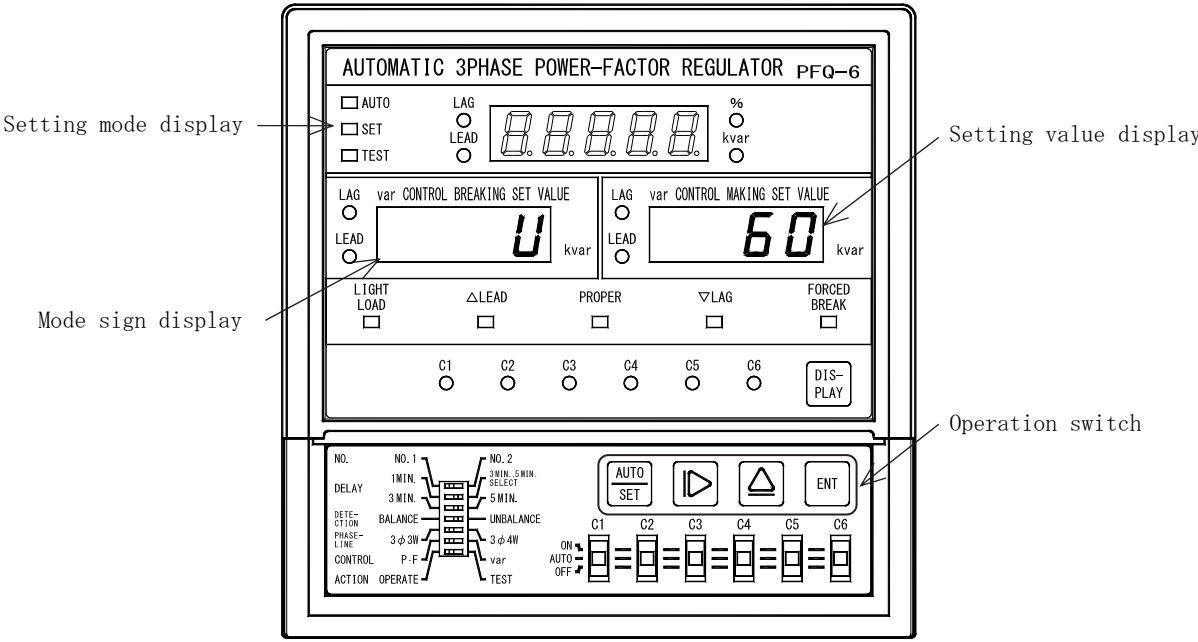 AUTOMATIC 3PHASE POWER-FACTOR REGULATOR PFQ-6
AUTO
SET
TEST
LAG
LEAD
88888
%
kvar
Setting mode display
Setting value display
LAG
var CONTROL BREAKING SET VALUE
LEAD
U
kvar
LAG
var CONTROL MAKING SET VALUE
LEAD
60
kvar
Mode sign display
LIGHT
LOAD
△LEAD
PROPER
▽LAG
FORCED
BREAK
C1 C2 C3 C4 C5 C6
DIS-
PLAY
Operation switch
NO. NO.1 NO.2
DELAY 1MIN. 3MIN.,5MIN.
SELECT
3MIN. 5MIN.
DETE-
CTION BALANCE UNBALANCE
PHASE-
LINE 3φ3W 3φ4W
CONTROL P·F var
ACTION OPERATE TEST
AUTO
SET
ENT
C1 C2 C3 C4 C5 C6
ON
AUTO
OFF